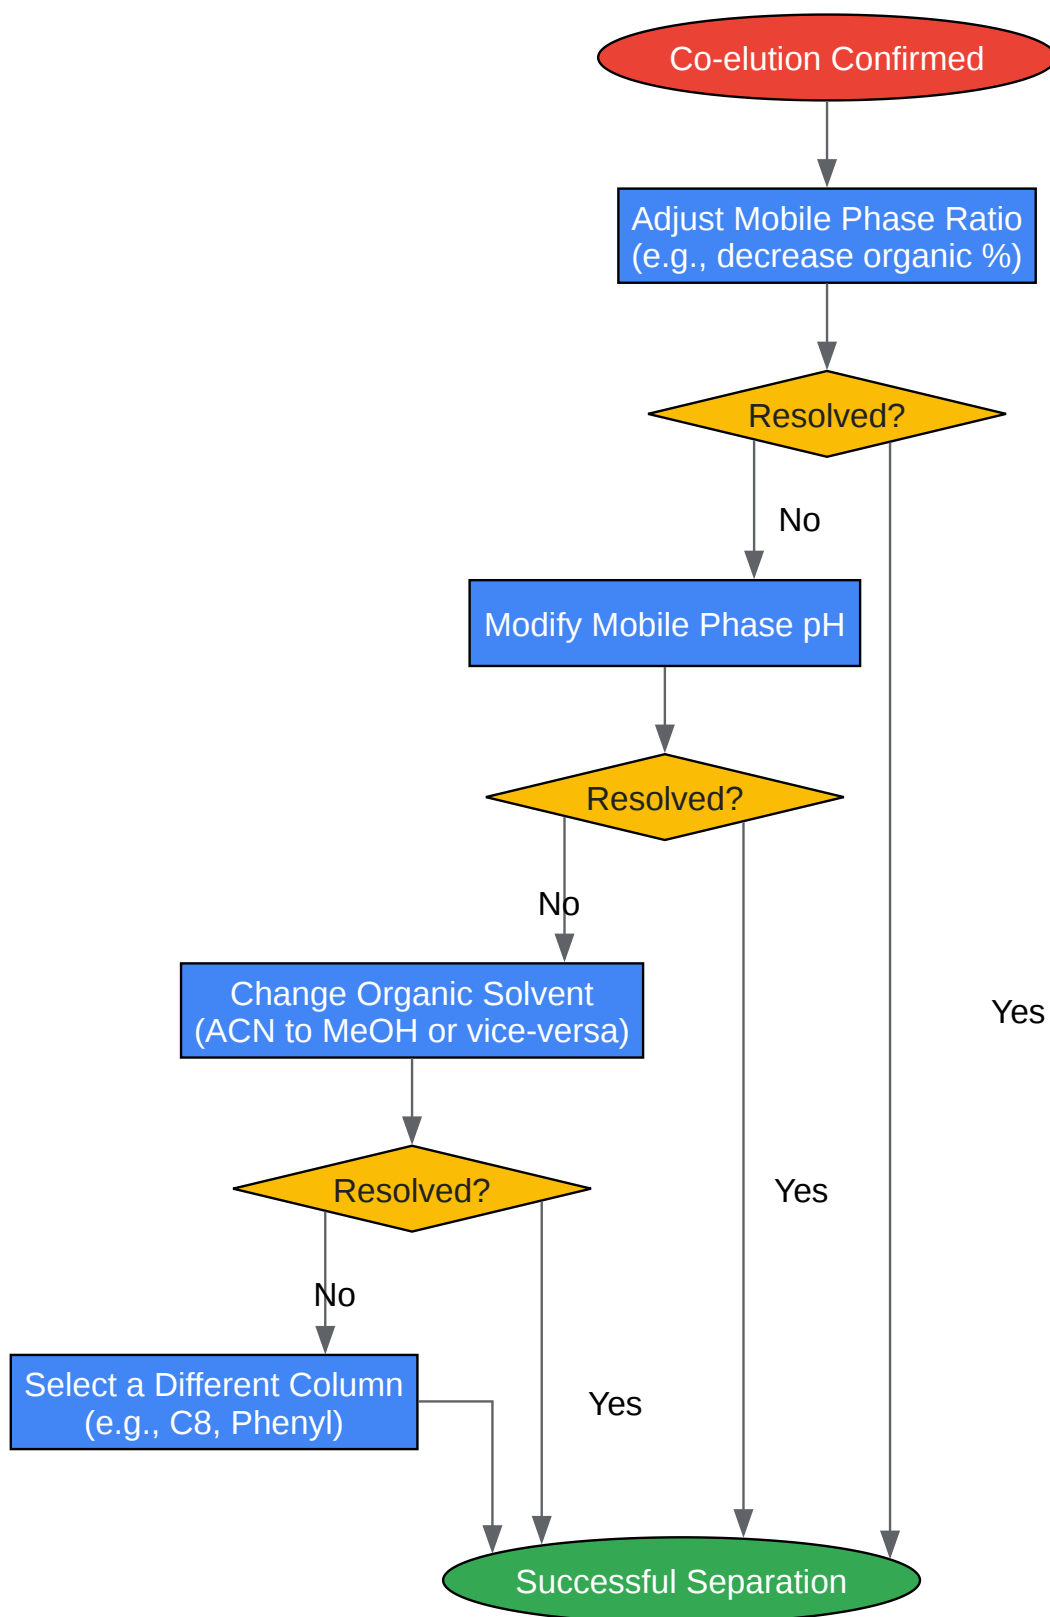 Co-elution Confirmed
Adjust Mobile Phase Ratio
(e.g., decrease organic %)
Resolved?
No
Modify Mobile Phase pH
Resolved?
No
Change Organic Solvent
(ACN to MeOH or vice-versa)
Yes
Resolved?
Yes
No
Select a Different Column
(e.g., C8, Phenyl)
Yes
Successful Separation